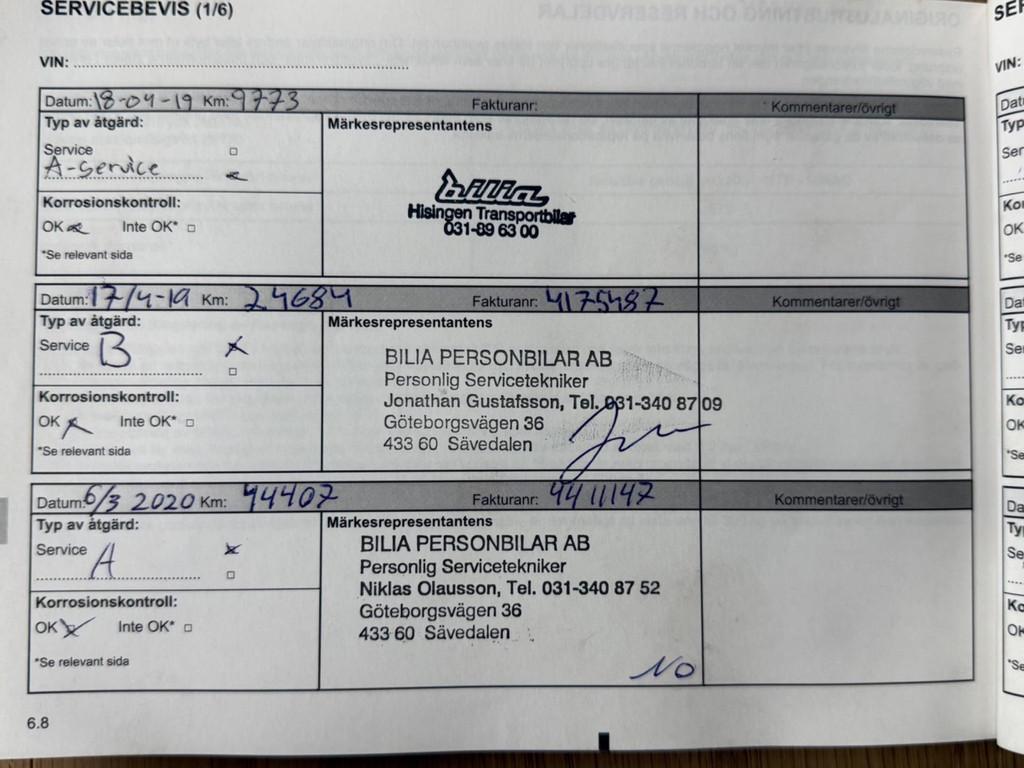 SERVICEBEVIS (1/6)
VIN:
Datum: 18-04-19 Km: 9773 Fakturanr: Kommentarer/övrigt
Typ av åtgärd: Märkesrepresentantens
Service
A-service
bilia
Hisingen Transportbilar
031-89 63 00
Korrosionskontroll:
OK Inte OK*
*Se relevant sida
Datum: 17/4-19 Km: 24684 Fakturanr: 4175487 Kommentarer/övrigt
Typ av åtgärd: Märkesrepresentantens
Service B
BILIA PERSONBILAR AB
Personlig Servicetekniker
Jonathan Gustafsson, Tel. 031-340 87 09
Göteborgsvägen 36
433 60 Sävedalen
Korrosionskontroll:
OK Inte OK*
*Se relevant sida
Datum: 6/3 2020 Km: 44407 Fakturanr: 4411147 Kommentarer/övrigt
Typ av åtgärd: Märkesrepresentantens
Service A
BILIA PERSONBILAR AB
Personlig Servicetekniker
Niklas Olausson, Tel. 031-340 87 52
Göteborgsvägen 36
433 60 Sävedalen
NO
Korrosionskontroll:
OK Inte OK*
*Se relevant sida
6.8
VIN: